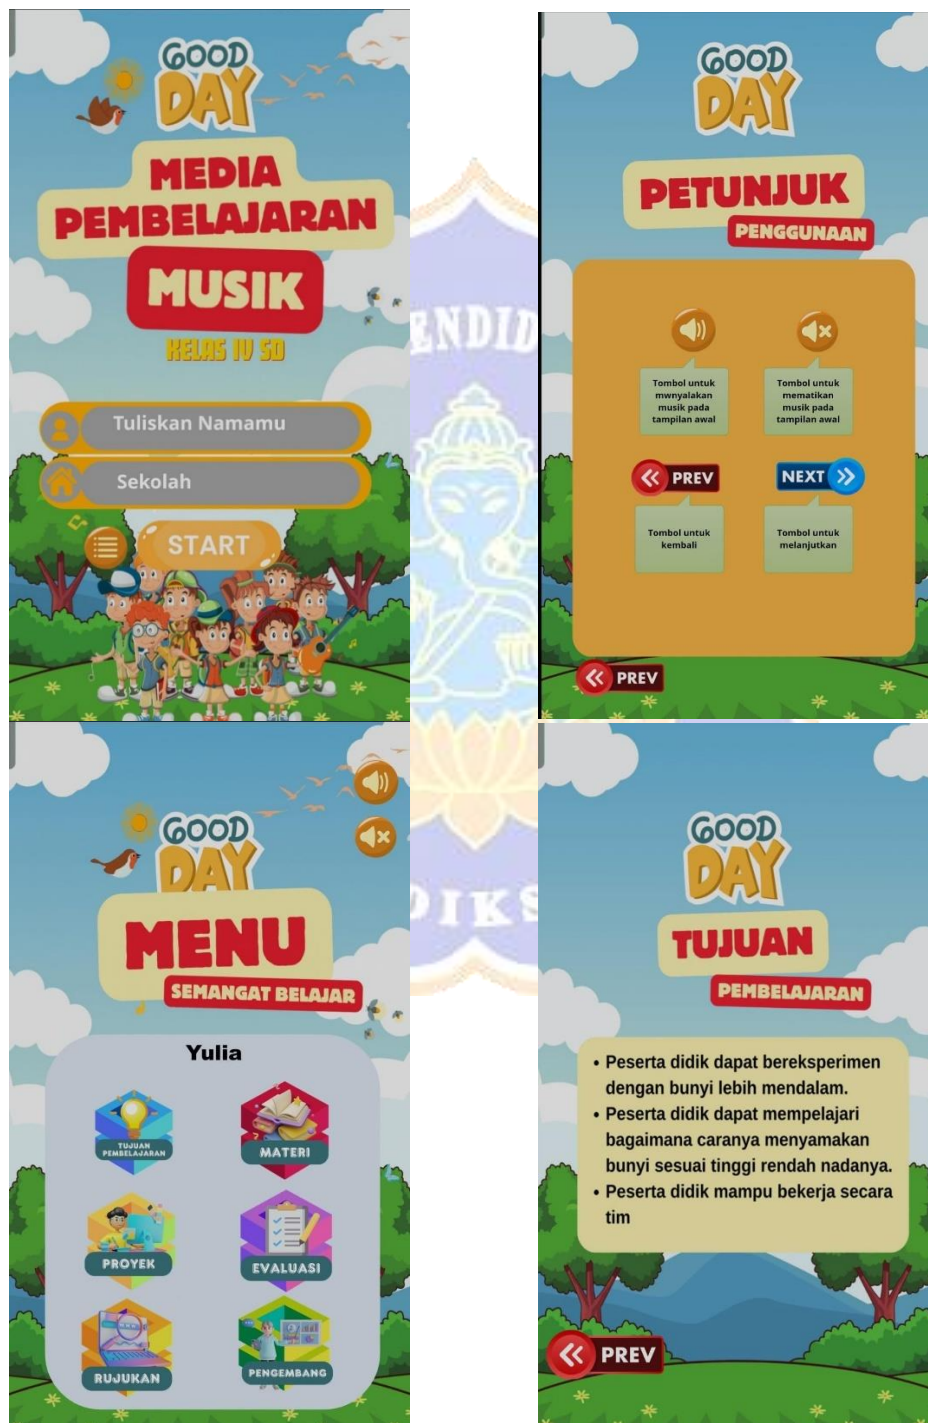 GOOD
DAY
MEDIA
PEMBELAJARAN
MUSIK
KELAS IV SD
Tuliskan Namamu
Sekolah
START
GOOD
DAY
PETUNJUK
PENGGUNAAN
Tombol untuk
mwnyalakan
musik pada
tampilan awal
Tombol untuk
mematikan
musik pada
tampilan awal
PREV
NEXT
Tombol untuk
kembali
Tombol untuk
melanjutkan
PREV
GOOD
DAY
MENU
SEMANGAT BELAJAR
Yulia
TUJUAN
PEMBELAJARAN
MATERI
PROYEK
EVALUASI
RUJUKAN
PENGEMBANG
GOOD
DAY
TUJUAN
PEMBELAJARAN
• Peserta didik dapat bereksperimen
dengan bunyi lebih mendalam.
• Peserta didik dapat mempelajari
bagaimana caranya menyamakan
bunyi sesuai tinggi rendah nadanya.
• Peserta didik mampu bekerja secara
tim
PREV
ENDID
DIKS